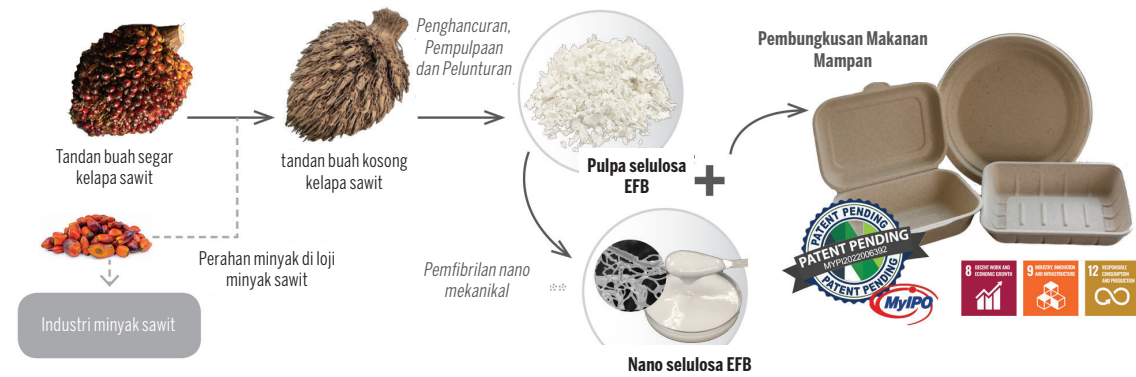 Tandan buah segar
kelapa sawit
tandan buah kosong
kelapa sawit
Penghancuran,
Pempulpaan
dan Pelunturan
Pulpa selulosa
EFB
+
Pembungkusan Makanan
Mampan
Perahan minyak di loji
minyak sawit
Industri minyak sawit
Pemfibrilan nano
mekanikal
Nano selulosa EFB
PATENT PENDING
PATENT PENDING
MYPI2022006392
PATENT PENDING
MyIPO
8 DECENT WORK AND
ECONOMIC GROWTH
9 INDUSTRY, INNOVATION
AND INFRASTRUCTURE
12 RESPONSIBLE
CONSUMPTION
AND PRODUCTION